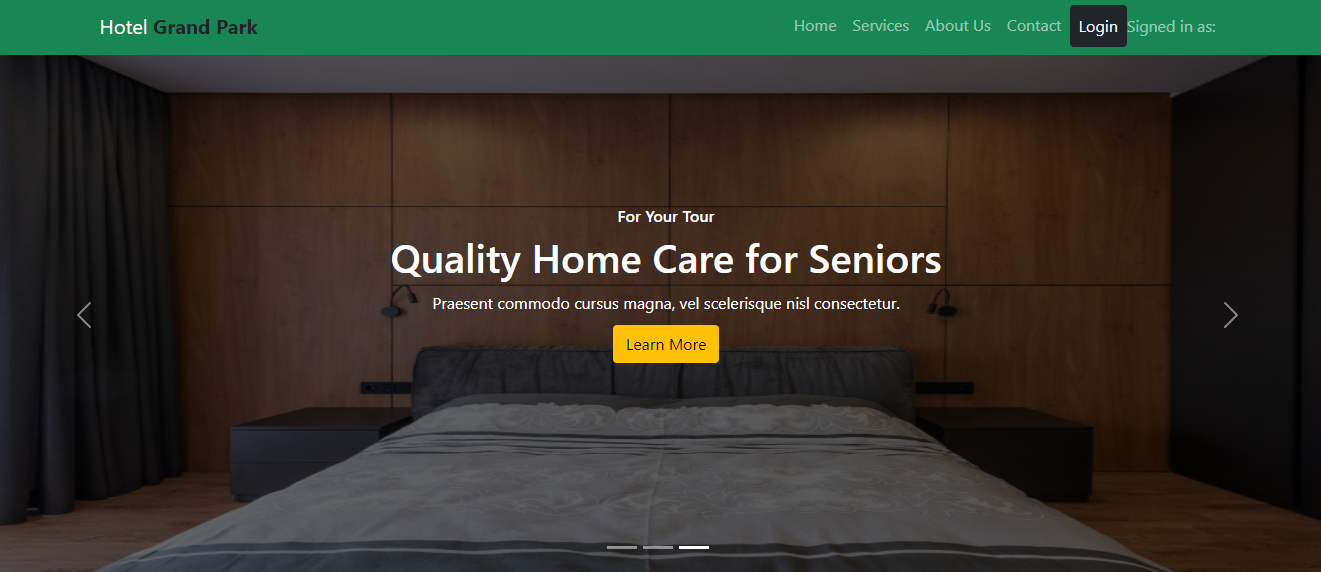 Hotel Grand Park
Home Services About Us Contact Login Signed in as:
For Your Tour
Quality Home Care for Seniors
Praesent commodo cursus magna, vel scelerisque nisl consectetur.
Learn More